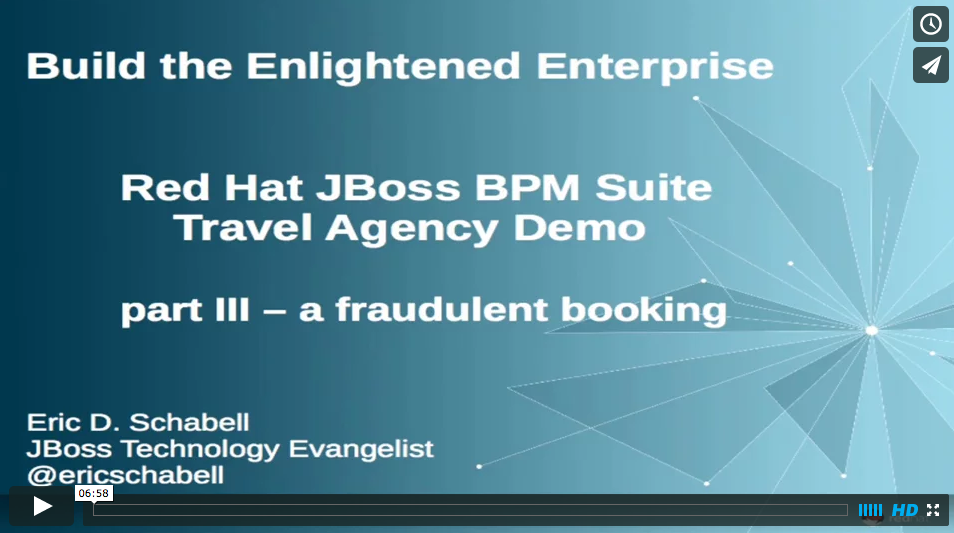 Build the Enlightened Enterprise
Red Hat JBoss BPM Suite
Travel Agency Demo
part III – a fraudulent booking
Eric D. Schabell
JBoss Technology Evangelist
@ericschabell
06:58
HD